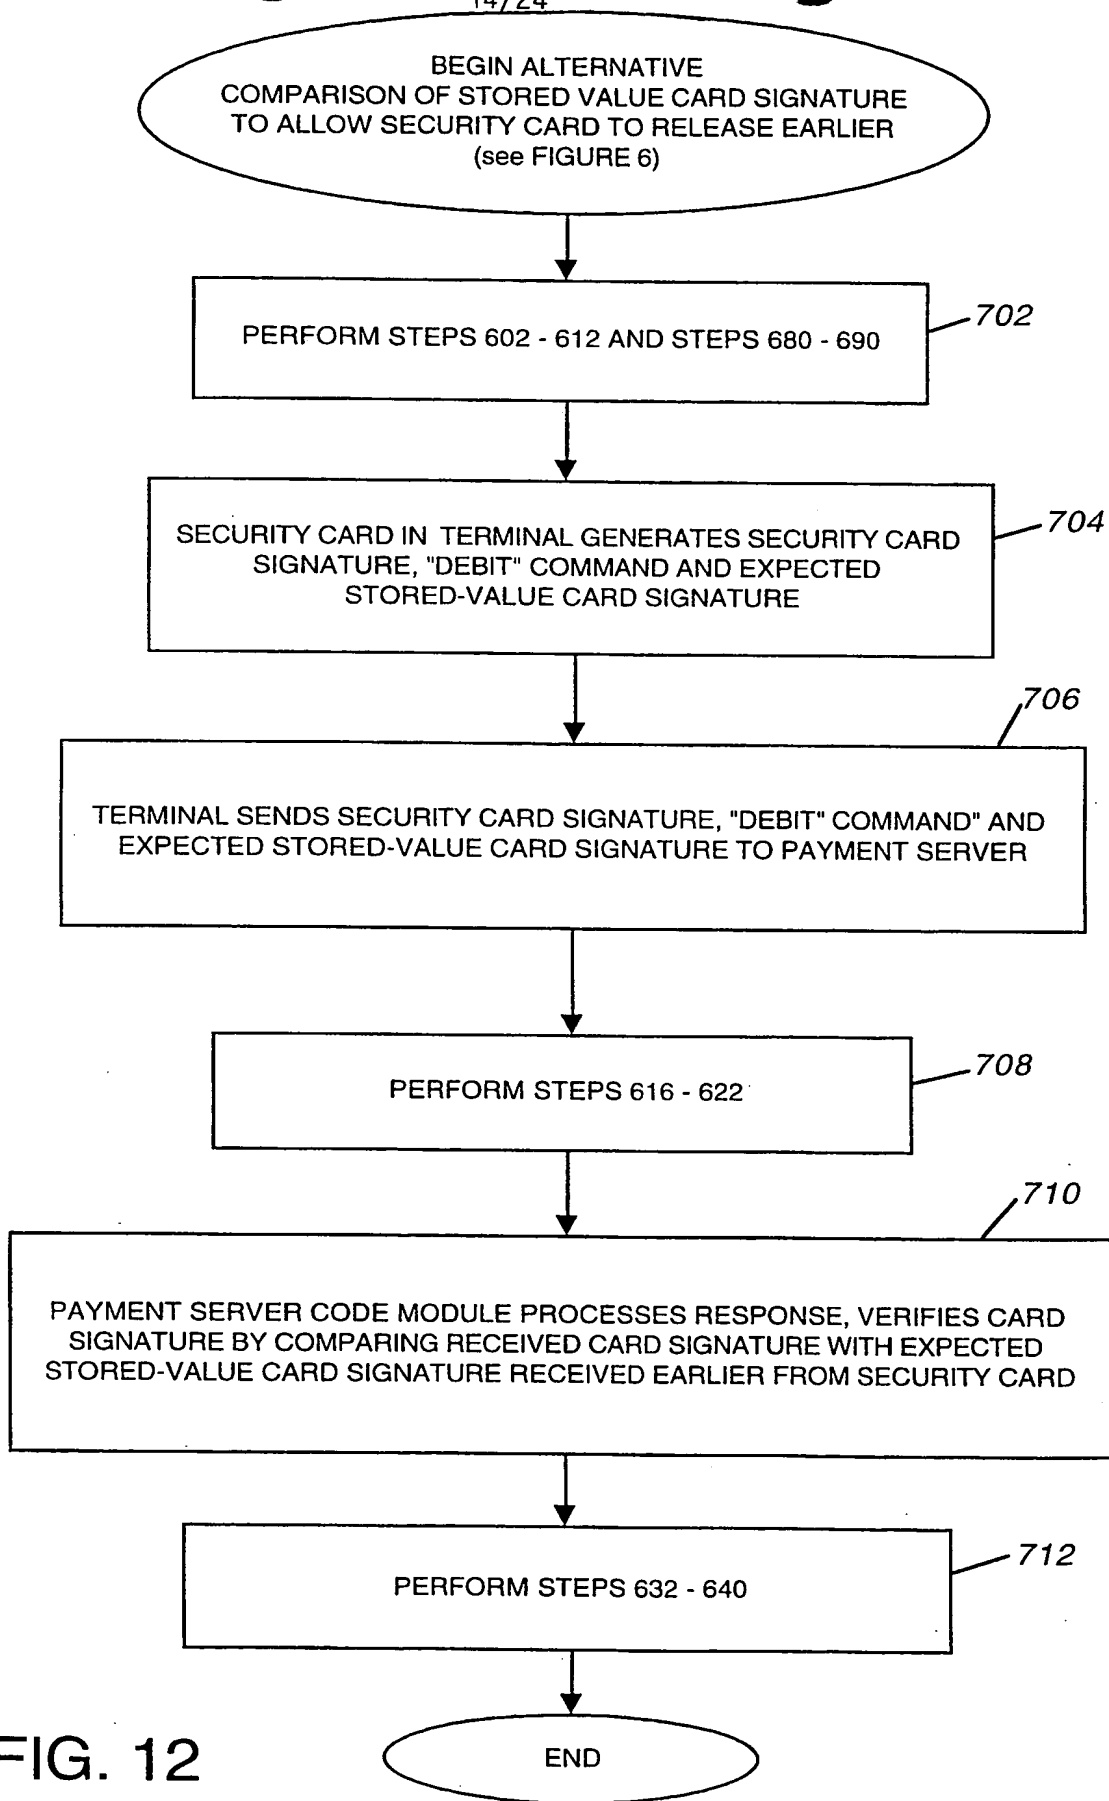 14/24
BEGIN ALTERNATIVE
COMPARISON OF STORED VALUE CARD SIGNATURE
TO ALLOW SECURITY CARD TO RELEASE EARLIER
(see FIGURE 6)
702
PERFORM STEPS 602 - 612 AND STEPS 680 - 690
704
SECURITY CARD IN TERMINAL GENERATES SECURITY CARD
SIGNATURE, "DEBIT" COMMAND AND EXPECTED
STORED-VALUE CARD SIGNATURE
706
TERMINAL SENDS SECURITY CARD SIGNATURE, "DEBIT" COMMAND" AND
EXPECTED STORED-VALUE CARD SIGNATURE TO PAYMENT SERVER
708
PERFORM STEPS 616 - 622
710
PAYMENT SERVER CODE MODULE PROCESSES RESPONSE, VERIFIES CARD
SIGNATURE BY COMPARING RECEIVED CARD SIGNATURE WITH EXPECTED
STORED-VALUE CARD SIGNATURE RECEIVED EARLIER FROM SECURITY CARD
712
PERFORM STEPS 632 - 640
END
FIG. 12